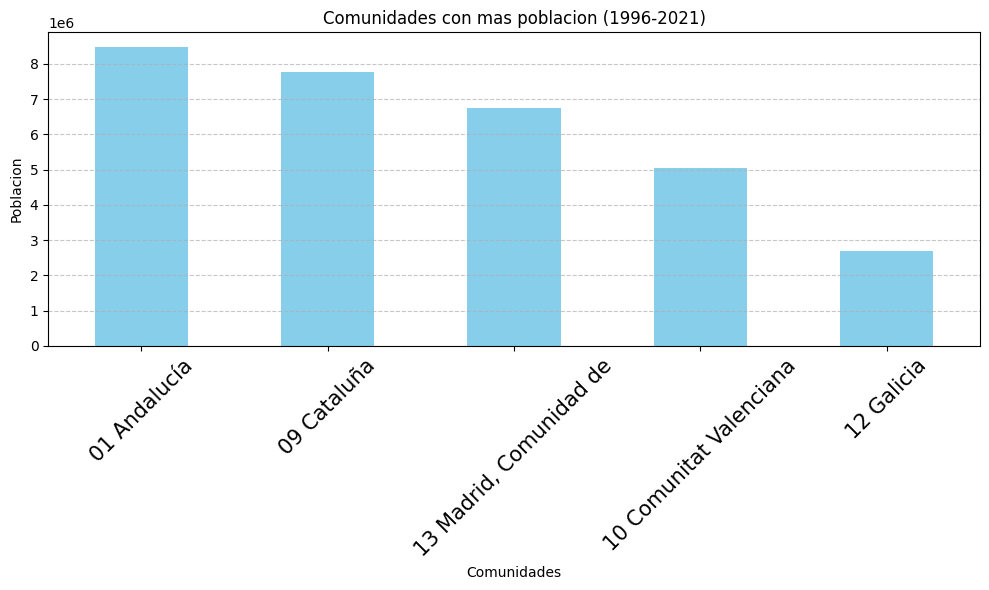 Comunidades con mas poblacion (1996-2021)
1e6
8
7
6
5
4
3
2
1
0
Poblacion
01 Andalucía
09 Cataluña
13 Madrid, Comunidad de
10 Comunitat Valenciana
12 Galicia
Comunidades